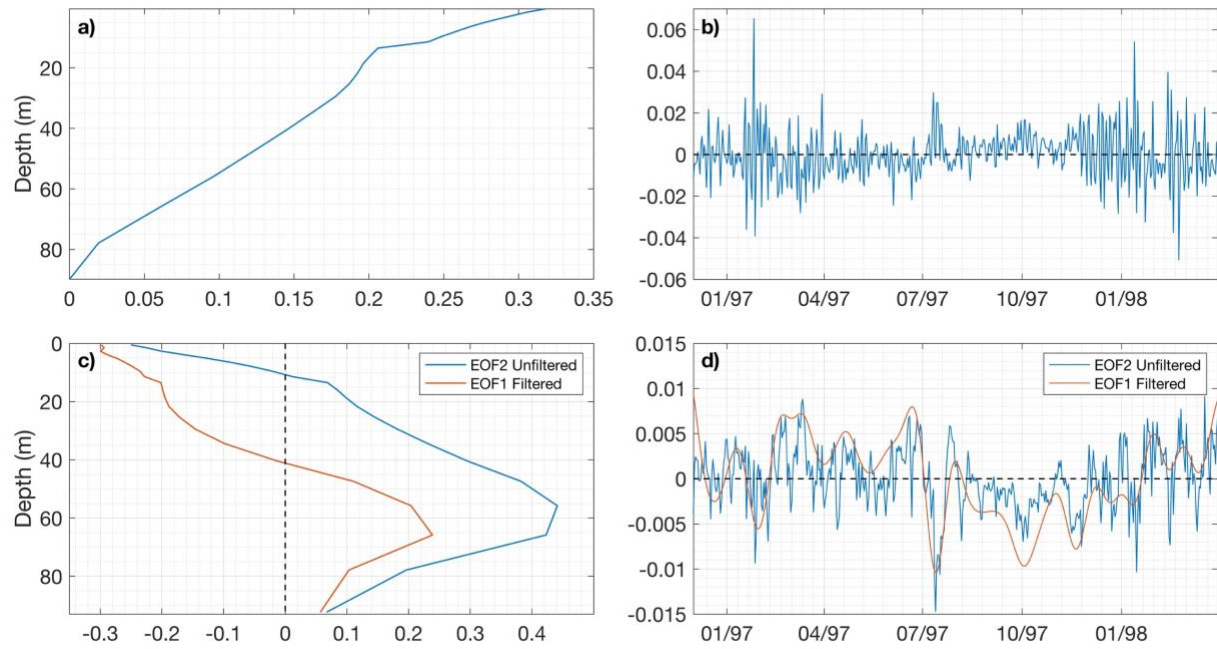 a)
20
40
60
80
Depth (m)
0 0.05 0.1 0.15 0.2 0.25 0.3 0.35
b)
0.06
0.04
0.02
0
-0.02
-0.04
-0.06
01/97 04/97 07/97 10/97 01/98
c)
EOF2 Unfiltered
EOF1 Filtered
0
20
40
60
80
Depth (m)
-0.3 -0.2 -0.1 0 0.1 0.2 0.3 0.4
d)
EOF2 Unfiltered
EOF1 Filtered
0.015
0.01
0.005
0
-0.005
-0.01
-0.015
01/97 04/97 07/97 10/97 01/98